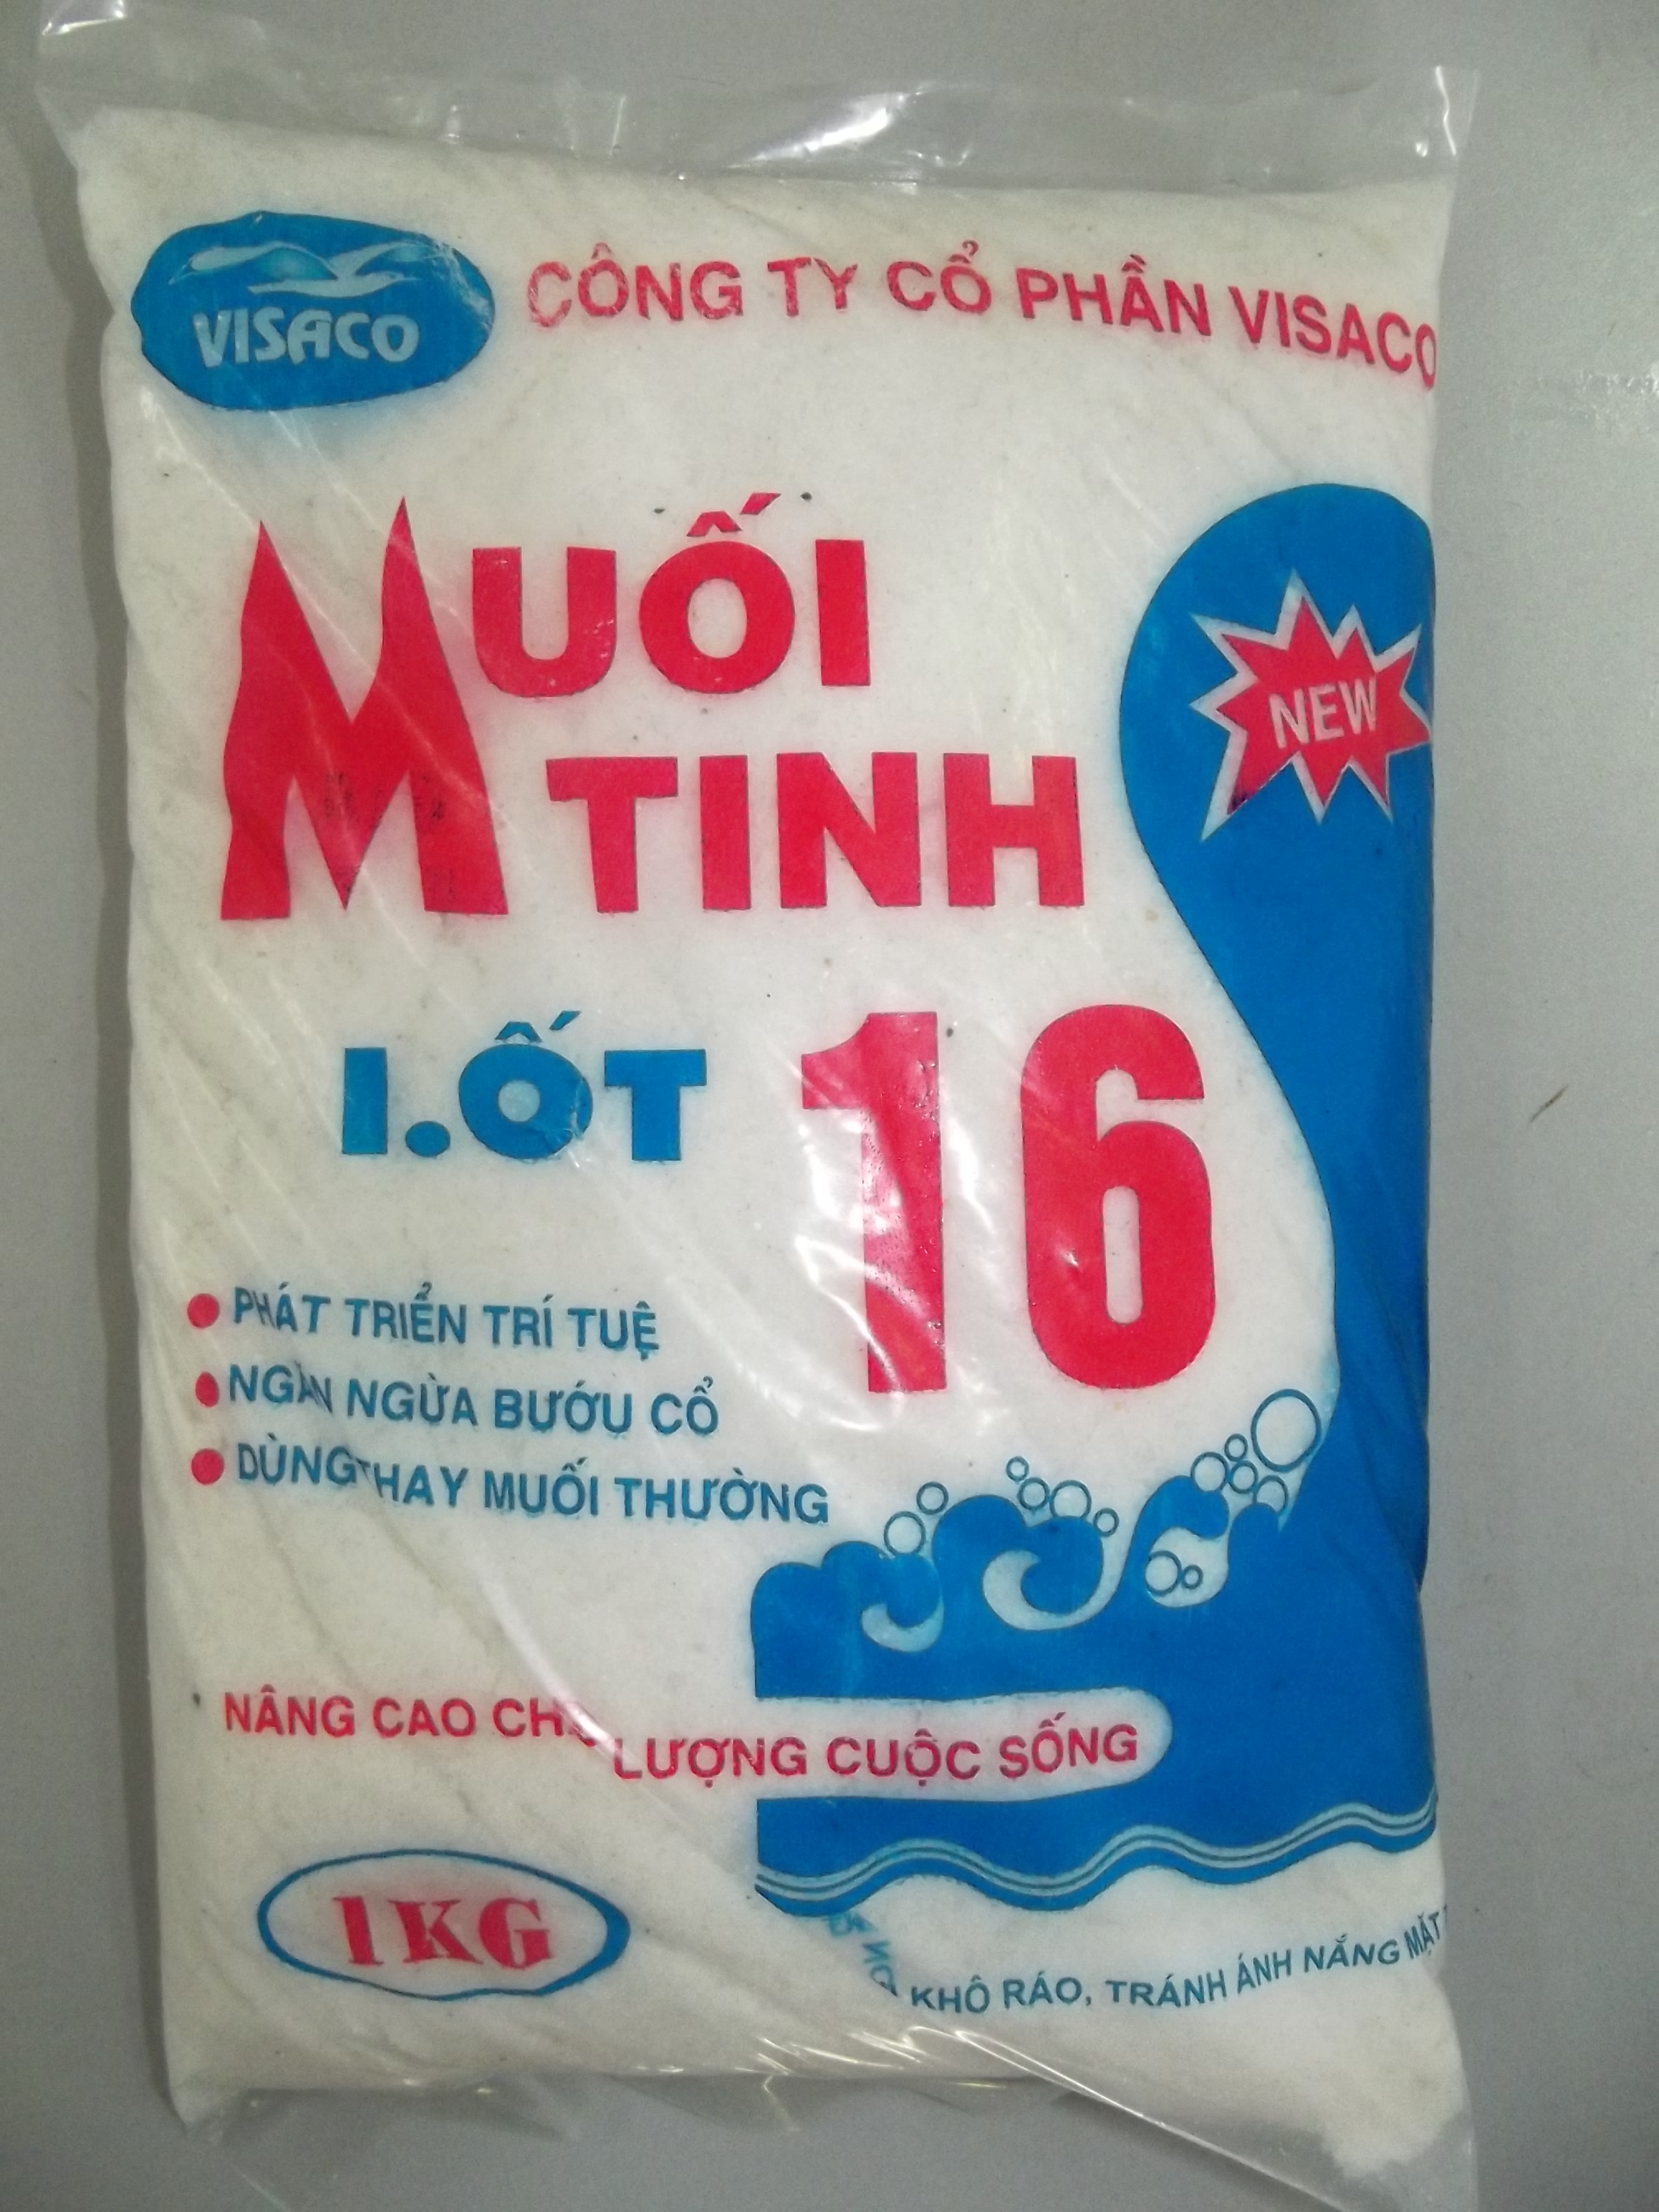 VISACO
CÔNG TY CỔ PHẦN VISACO
MUỐI
TINH
NEW
I.ỐT 16
PHÁT TRIỂN TRÍ TUỆ
NGĂN NGỪA BƯỚU CỔ
DÙNG THAY MUỐI THƯỜNG
NÂNG CAO LƯỢNG CUỘC SỐNG
1KG
KHÔ RÁO, TRÁNH ÁNH NẮNG MẶT